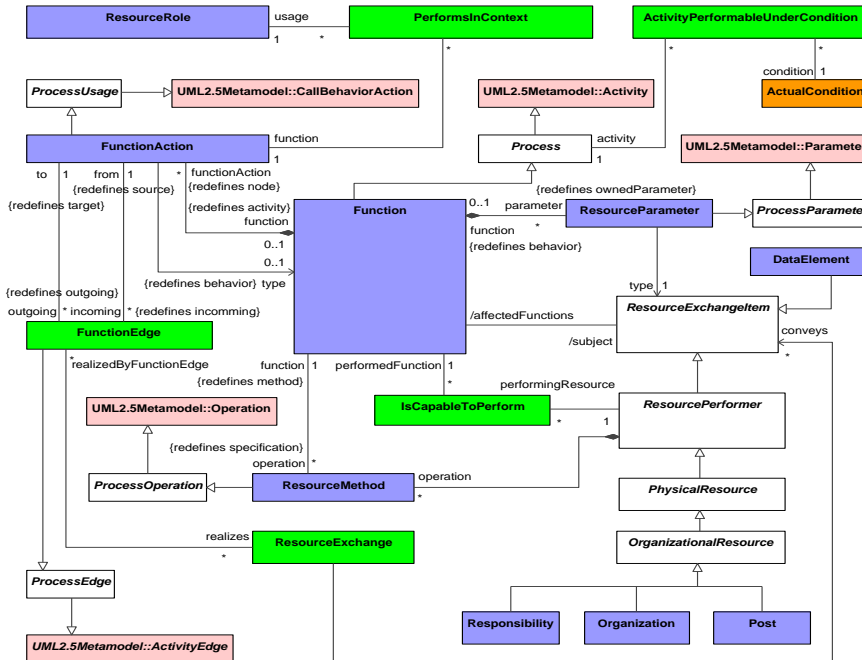 ResourceRole
usage
1
*
PerformsInContext
*
ActivityPerformableUnderCondition
*
*
condition
1
ActualCondition
ProcessUsage
UML2.5Metamodel::CallBehaviorAction
UML2.5Metamodel::Activity
FunctionAction
function
1
Process
activity
1
UML2.5Metamodel::Parameter
to
1
from
1
*
functionAction
{redefines source}
{redefines node}
{redefines target}
{redefines activity}
function
0..1
0..1
{redefines behavior}
type
Function
{redefines ownedParameter}
0..1
parameter
*
function
{redefines behavior}
ResourceParameter
ProcessParameter
DataElement
type
1
{redefines outgoing}
outgoing
*
incoming
*
{redefines incomming}
FunctionEdge
*
realizedByFunctionEdge
/affectedFunctions
/subject
ResourceExchangeItem
conveys
*
function
1
{redefines method}
performedFunction
1
*
performingResource
*
IsCapableToPerform
ResourcePerformer
1
UML2.5Metamodel::Operation
{redefines specification}
operation
*
ProcessOperation
ResourceMethod
operation
*
PhysicalResource
realizes
*
ResourceExchange
OrganizationalResource
ProcessEdge
Responsibility
Organization
Post
UML2.5Metamodel::ActivityEdge